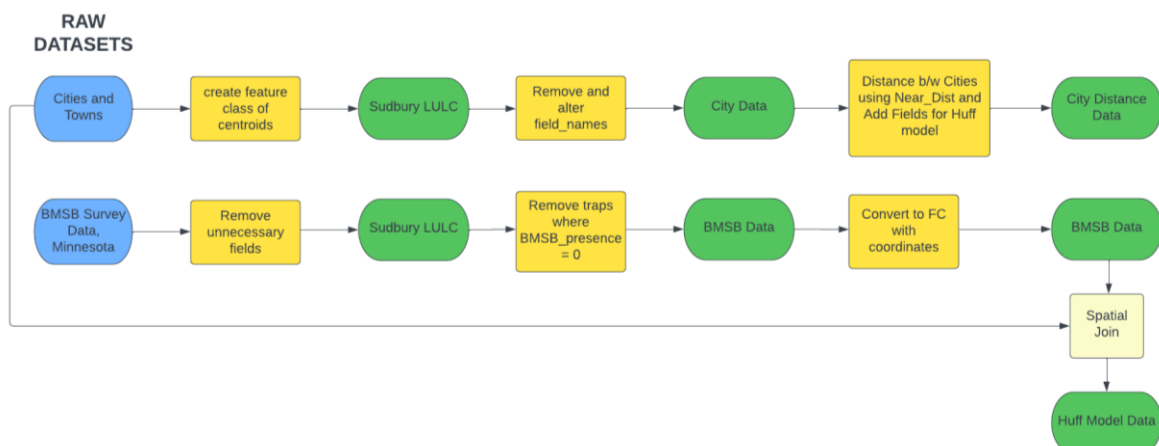 RAW
DATASETS
Cities and
Towns
create feature
class of
centroids
Sudbury LULC
Remove and
alter
field_names
City Data
Distance b/w Cities
using Near_Dist and
Add Fields for Huff
model
City Distance
Data
BMSB Survey
Data,
Minnesota
Remove
unnecessary
fields
Sudbury LULC
Remove traps
where
BMSB_presence
= 0
BMSB Data
Convert to FC
with
coordinates
BMSB Data
Spatial
Join
Huff Model Data